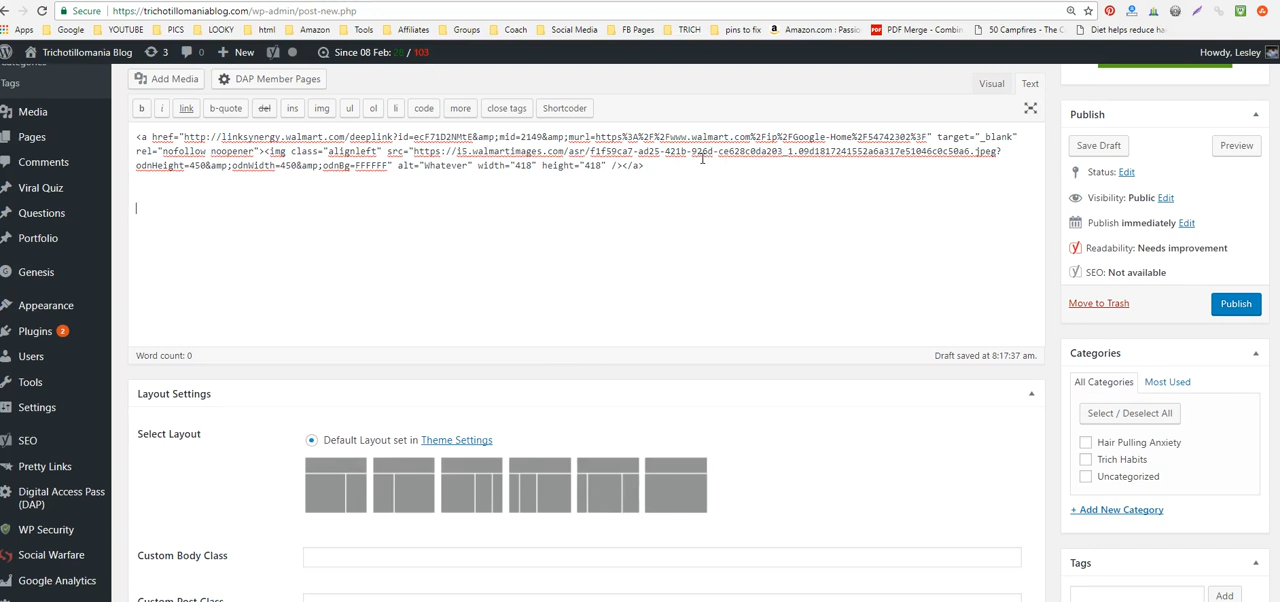 Secure https://trichotillomaniablog.com/wp-admin/post-new.php
Apps Google YOUTUBE PICS LOOKY html Amazon Tools Affiliates Groups Coach Social Media FB Pages TRICH pins to fix Amazon.com : Passio PDF Merge - Combin 50 Campfires - The C Diet helps reduce ha
Trichotillomania Blog 3 0 New Since 08 Feb: 28 / 103 Howdy, Lesley
Categories
Tags
Media
Pages
Comments
Viral Quiz
Questions
Portfolio
Genesis
Appearance
Plugins 2
Users
Tools
Settings
SEO
Pretty Links
Digital Access Pass
(DAP)
WP Security
Social Warfare
Google Analytics
Add Media DAP Member Pages
Visual Text
b i link b-quote del ins img ul ol li code more close tags Shortcoder
<a href="http://linksynergy.walmart.com/deeplink?id=ecF71D2NMtE&amp;mid=2149&amp;murl=https%3A%2F%2Fwww.walmart.com%2Fip%2FGoogle-Home%2F54742302%3F" target="_blank"
rel="nofollow noopener"><img class="alignleft" src="https://i5.walmartimages.com/asr/f1f59ca7-ad25-421b-926d-ce628c0da203_1.09d1817241552a6a317e51046c0c50a6.jpeg?
odnHeight=450&amp;odnWidth=450&amp;odnBg=FFFFFF" alt="Whatever" width="418" height="418" /></a>
Word count: 0 Draft saved at 8:17:37 am.
Layout Settings
Select Layout
Default Layout set in Theme Settings
Custom Body Class
Custom Post Class
Publish
Save Draft Preview
Status: Edit
Visibility: Public Edit
Publish immediately Edit
Readability: Needs improvement
SEO: Not available
Move to Trash Publish
Categories
All Categories Most Used
Select / Deselect All
Hair Pulling Anxiety
Trich Habits
Uncategorized
+ Add New Category
Tags
Add